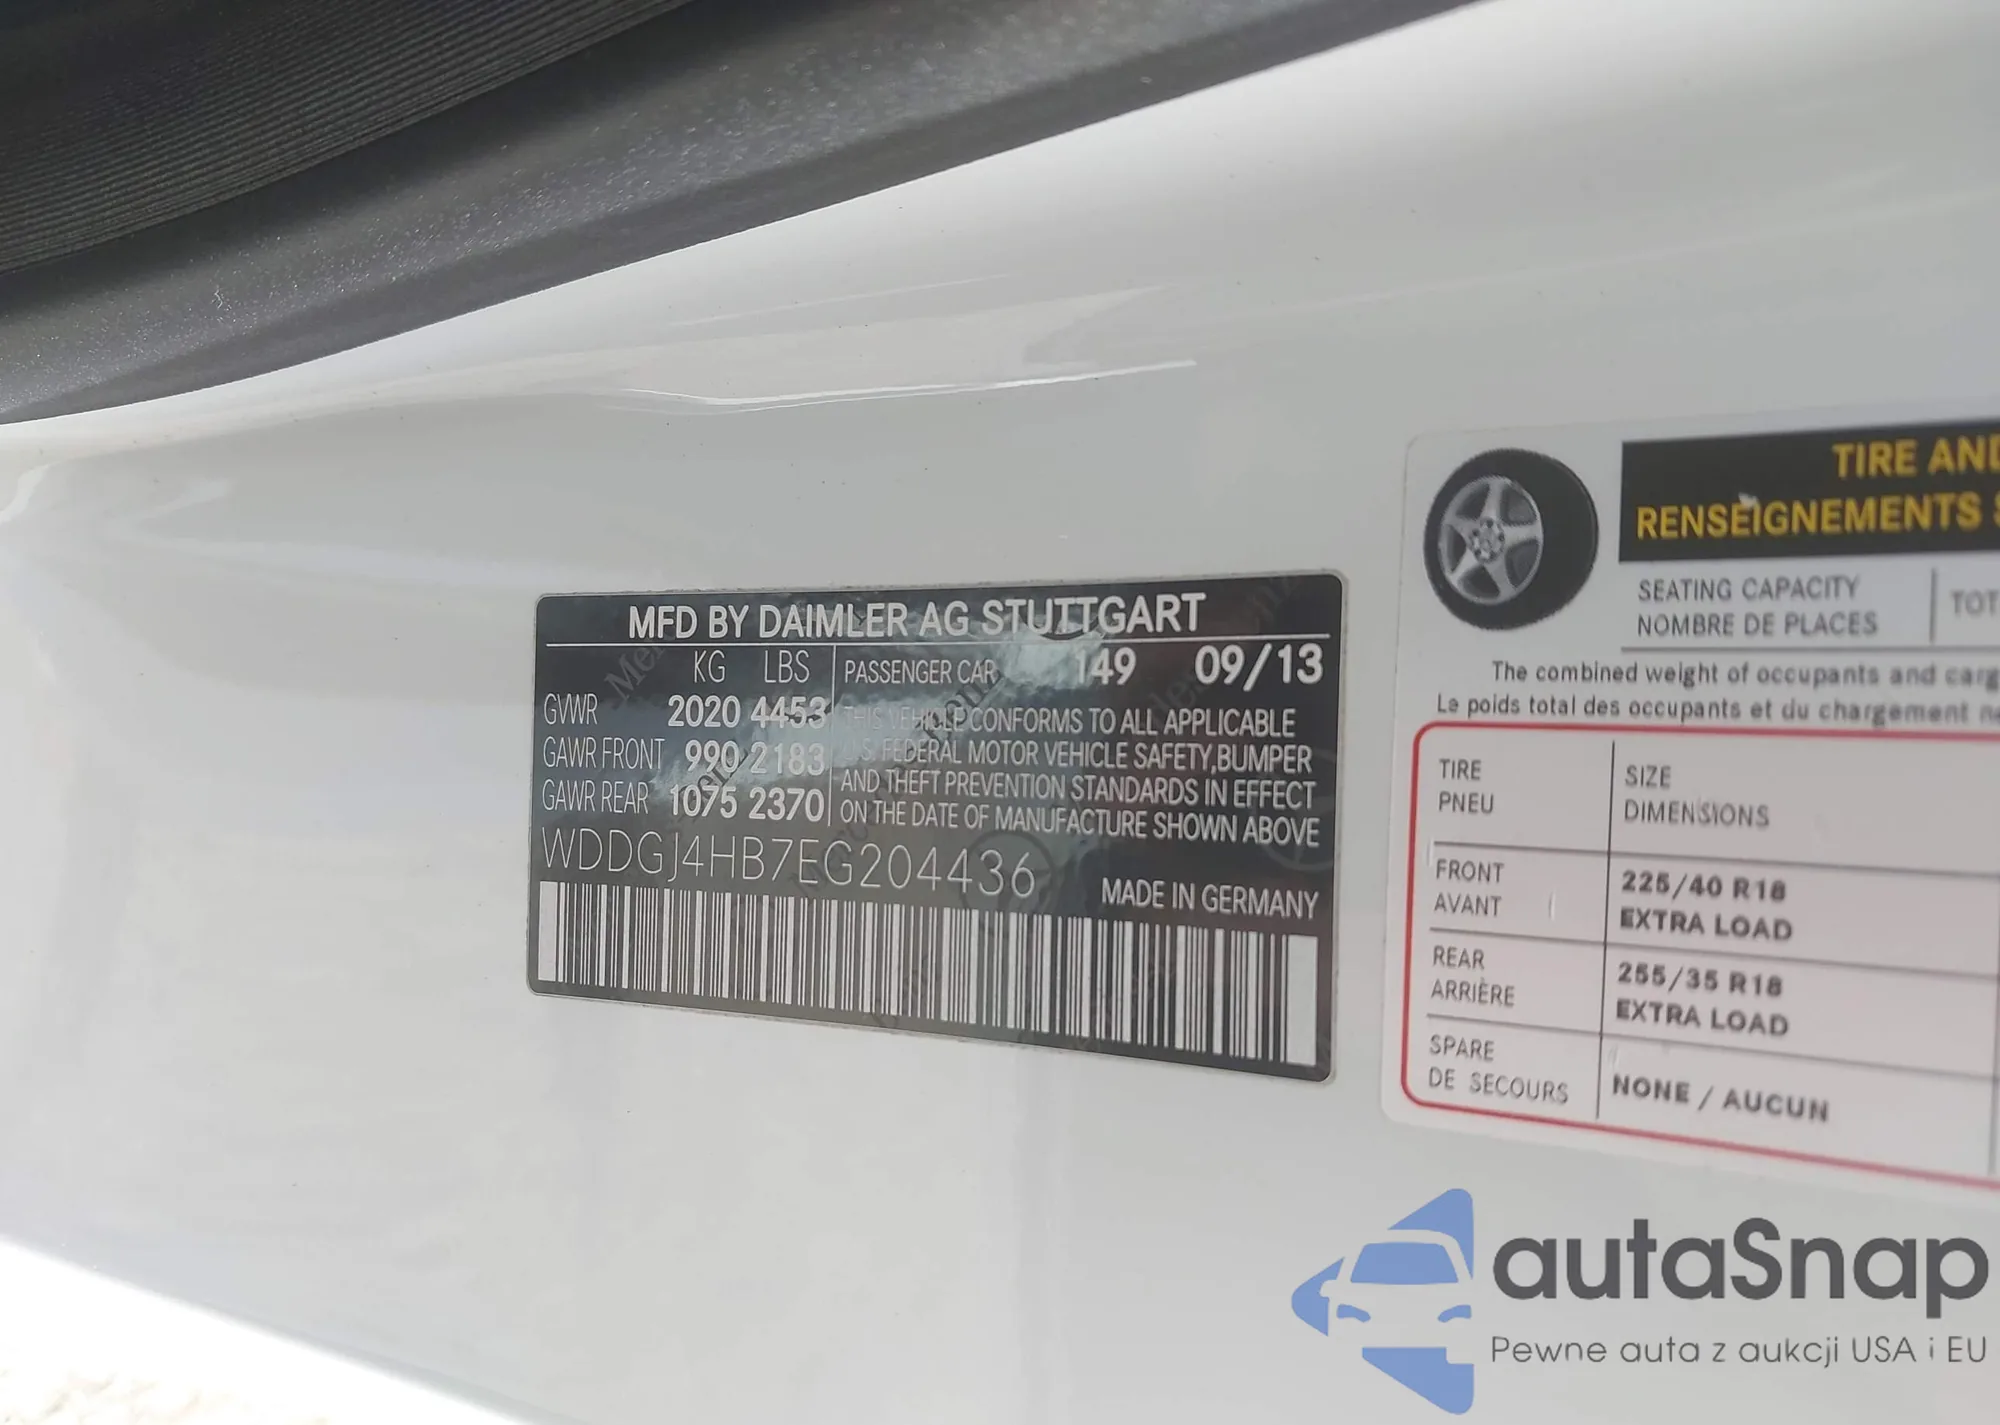 MFD BY DAIMLER AG STUTTGART
KG LBS PASSENGER CAR 149 09/13
GVWR 2020 4453
GAWR FRONT 990 2183
GAWR REAR 1075 2370
THIS VEHICLE CONFORMS TO ALL APPLICABLE
U.S. FEDERAL MOTOR VEHICLE SAFETY, BUMPER
AND THEFT PREVENTION STANDARDS IN EFFECT
ON THE DATE OF MANUFACTURE SHOWN ABOVE
WDDGJ4HB7EG204436
MADE IN GERMANY
TIRE AND
RENSEIGNEMENTS
SEATING CAPACITY
NOMBRE DE PLACES
TOT
The combined weight of occupants and carg
Le poids total des occupants et du chargement
TIRE
PNEU
SIZE
DIMENSIONS
FRONT
AVANT
225/40 R18
EXTRA LOAD
REAR
ARRIÈRE
255/35 R18
EXTRA LOAD
SPARE
DE SECOURS
NONE / AUCUN
autaSnap
Pewne auta z aukcji USA i EU